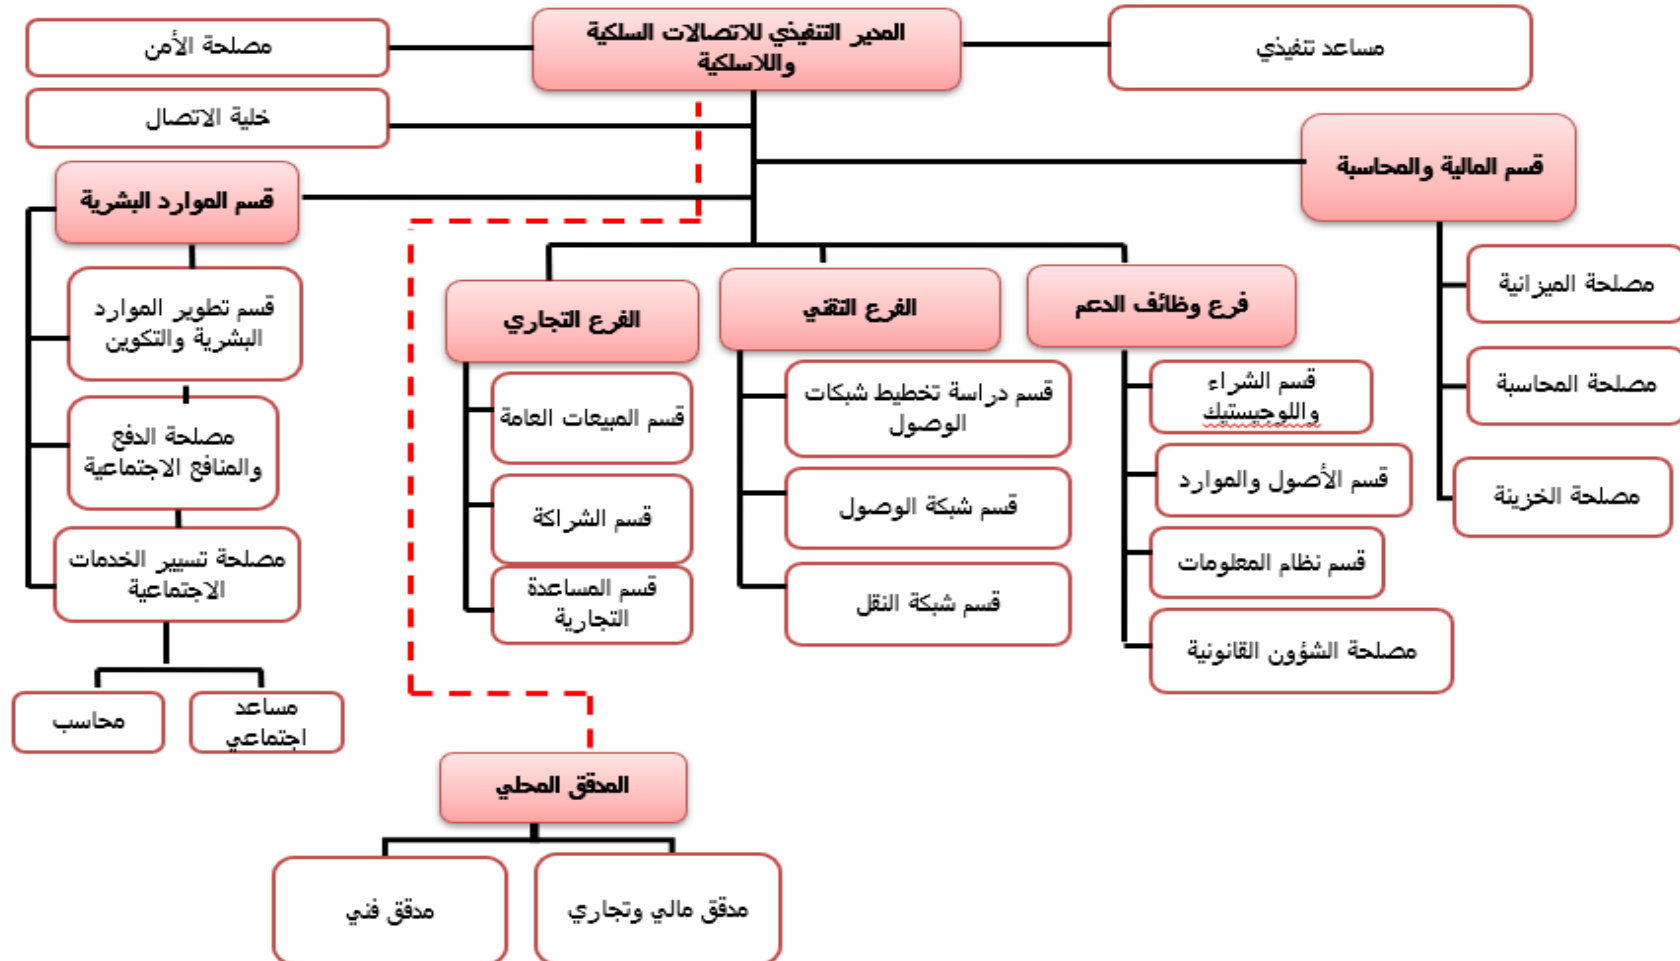 المدير التنفيذي للاتصالات السلكية
واللاسلكية
مساعد تنفيذي
مصلحة الأمن
خلية الاتصال
قسم المالية والمحاسبة
مصلحة الميزانية
مصلحة المحاسبة
مصلحة الخزينة
قسم الموارد البشرية
قسم تطوير الموارد
البشرية والتكوين
مصلحة الدفع
والمنافع الاجتماعية
مصلحة تسيير الخدمات
الاجتماعية
مساعد
اجتماعي
محاسب
فرع وظائف الدعم
قسم الشراء
واللوجيستيك
قسم الأصول والموارد
قسم نظام المعلومات
مصلحة الشؤون القانونية
الفرع التقني
قسم دراسة تخطيط شبكات
الوصول
قسم شبكة الوصول
قسم شبكة النقل
الفرع التجاري
قسم المبيعات العامة
قسم الشراكة
قسم المساعدة
التجارية
المدقق المحلي
مدقق مالي وتجاري
مدقق فني